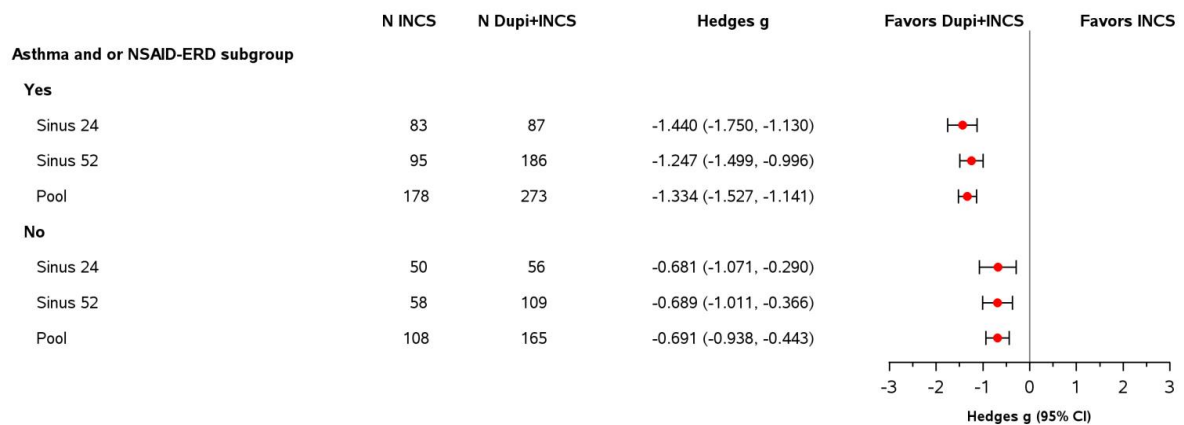 N INCS N Dupi+INCS Hedges g Favors Dupi+INCS Favors INCS
Asthma and or NSAID-ERD subgroup
Yes
Sinus 24 83 87 -1.440 (-1.750, -1.130)
Sinus 52 95 186 -1.247 (-1.499, -0.996)
Pool 178 273 -1.334 (-1.527, -1.141)
No
Sinus 24 50 56 -0.681 (-1.071, -0.290)
Sinus 52 58 109 -0.689 (-1.011, -0.366)
Pool 108 165 -0.691 (-0.938, -0.443)
-3 -2 -1 0 1 2 3
Hedges g (95% CI)